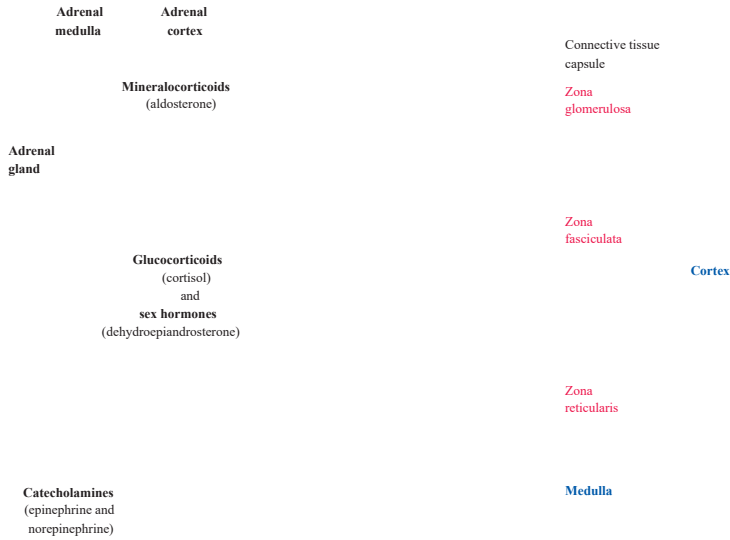 Adrenal
medulla
Adrenal
cortex
Connective tissue
capsule
Mineralocorticoids
(aldosterone)
Zona
glomerulosa
Adrenal
gland
Zona
fasciculata
Glucocorticoids
(cortisol)
and
sex hormones
(dehydroepiandrosterone)
Cortex
Zona
reticularis
Catecholamines
(epinephrine and
norepinephrine)
Medulla